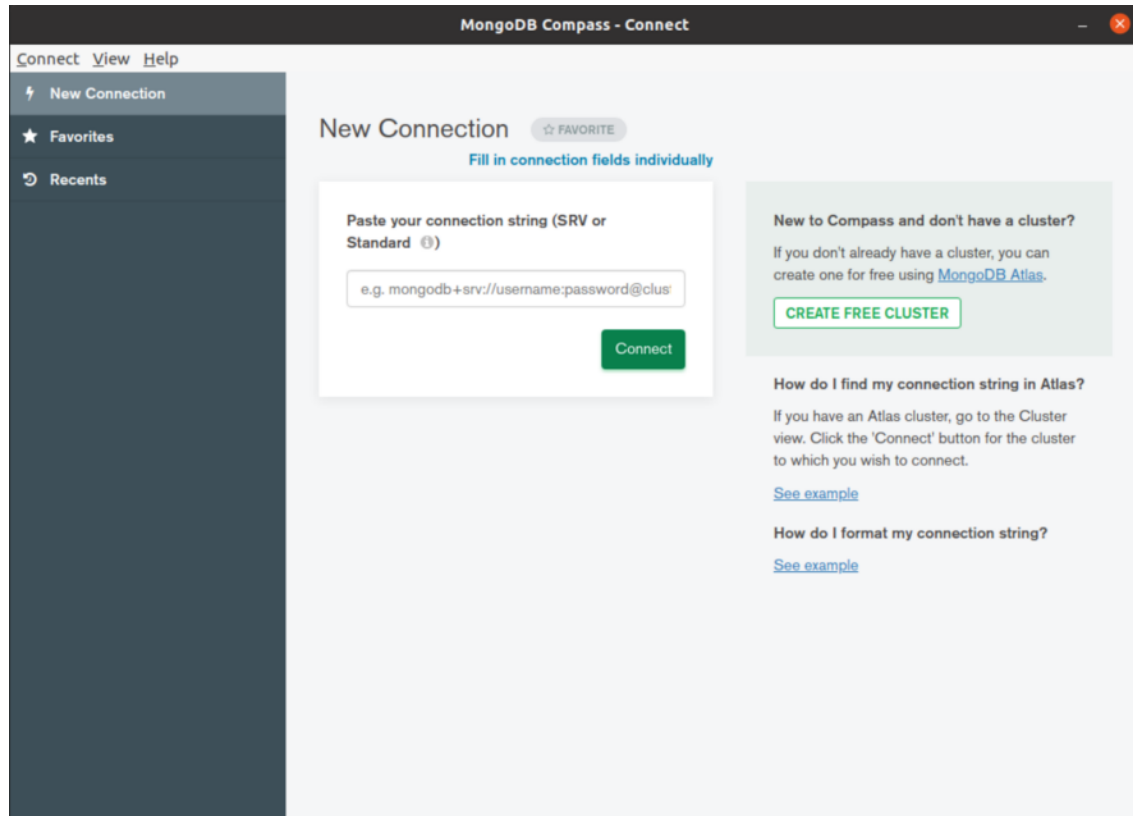 MongoDB Compass - Connect
Connect View Help
New Connection
Favorites
Recents
New Connection
FAVORITE
Fill in connection fields individually
Paste your connection string (SRV or
Standard )
e.g. mongodb+srv://username:password@clus
Connect
New to Compass and don't have a cluster?
If you don't already have a cluster, you can
create one for free using MongoDB Atlas.
CREATE FREE CLUSTER
How do I find my connection string in Atlas?
If you have an Atlas cluster, go to the Cluster
view. Click the 'Connect' button for the cluster
to which you wish to connect.
See example
How do I format my connection string?
See example